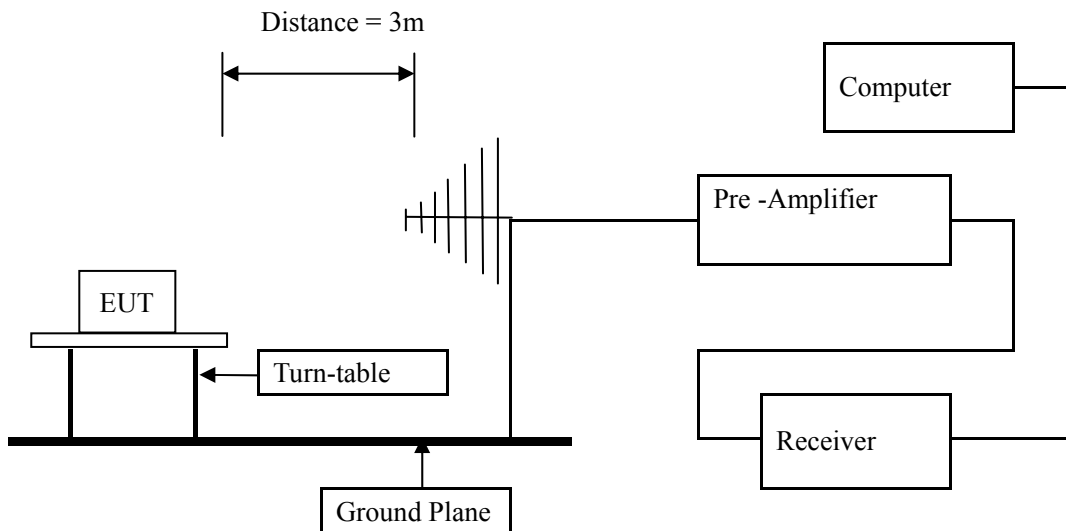 Distance = 3m
Computer
Pre -Amplifier
EUT
Turn-table
Receiver
Ground Plane